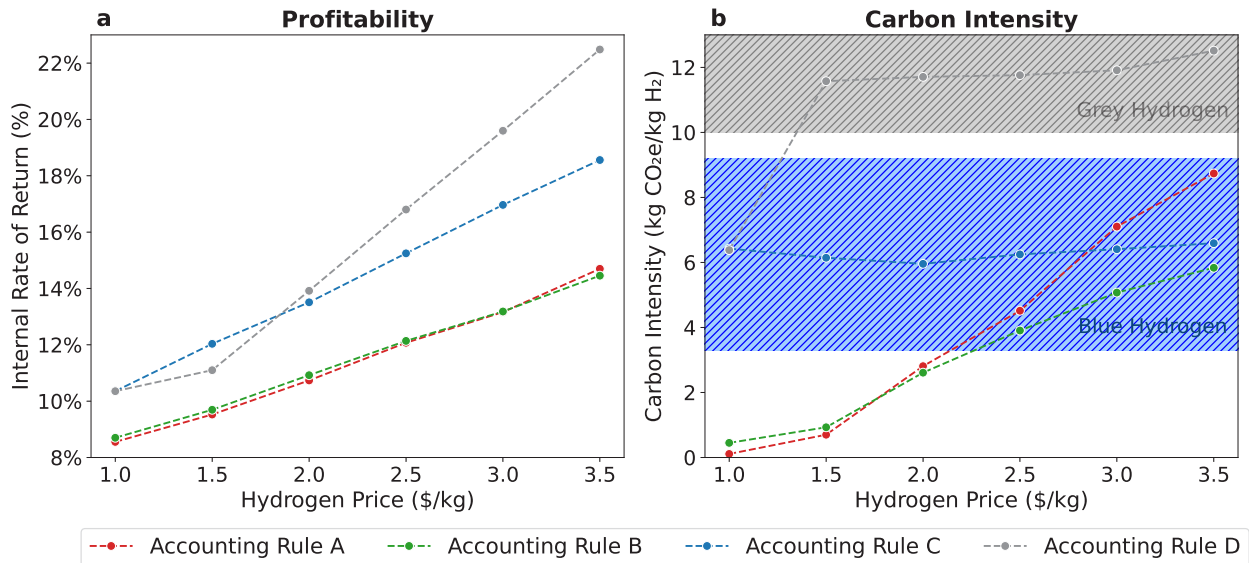 a Profitability
Internal Rate of Return (%)
22%
20%
18%
16%
14%
12%
10%
8%
1.0 1.5 2.0 2.5 3.0 3.5
Hydrogen Price ($/kg)
b Carbon Intensity
Carbon Intensity (kg CO₂e/kg H₂)
12
10
8
6
4
2
0
Grey Hydrogen
Blue Hydrogen
1.0 1.5 2.0 2.5 3.0 3.5
Hydrogen Price ($/kg)
Accounting Rule A Accounting Rule B Accounting Rule C Accounting Rule D